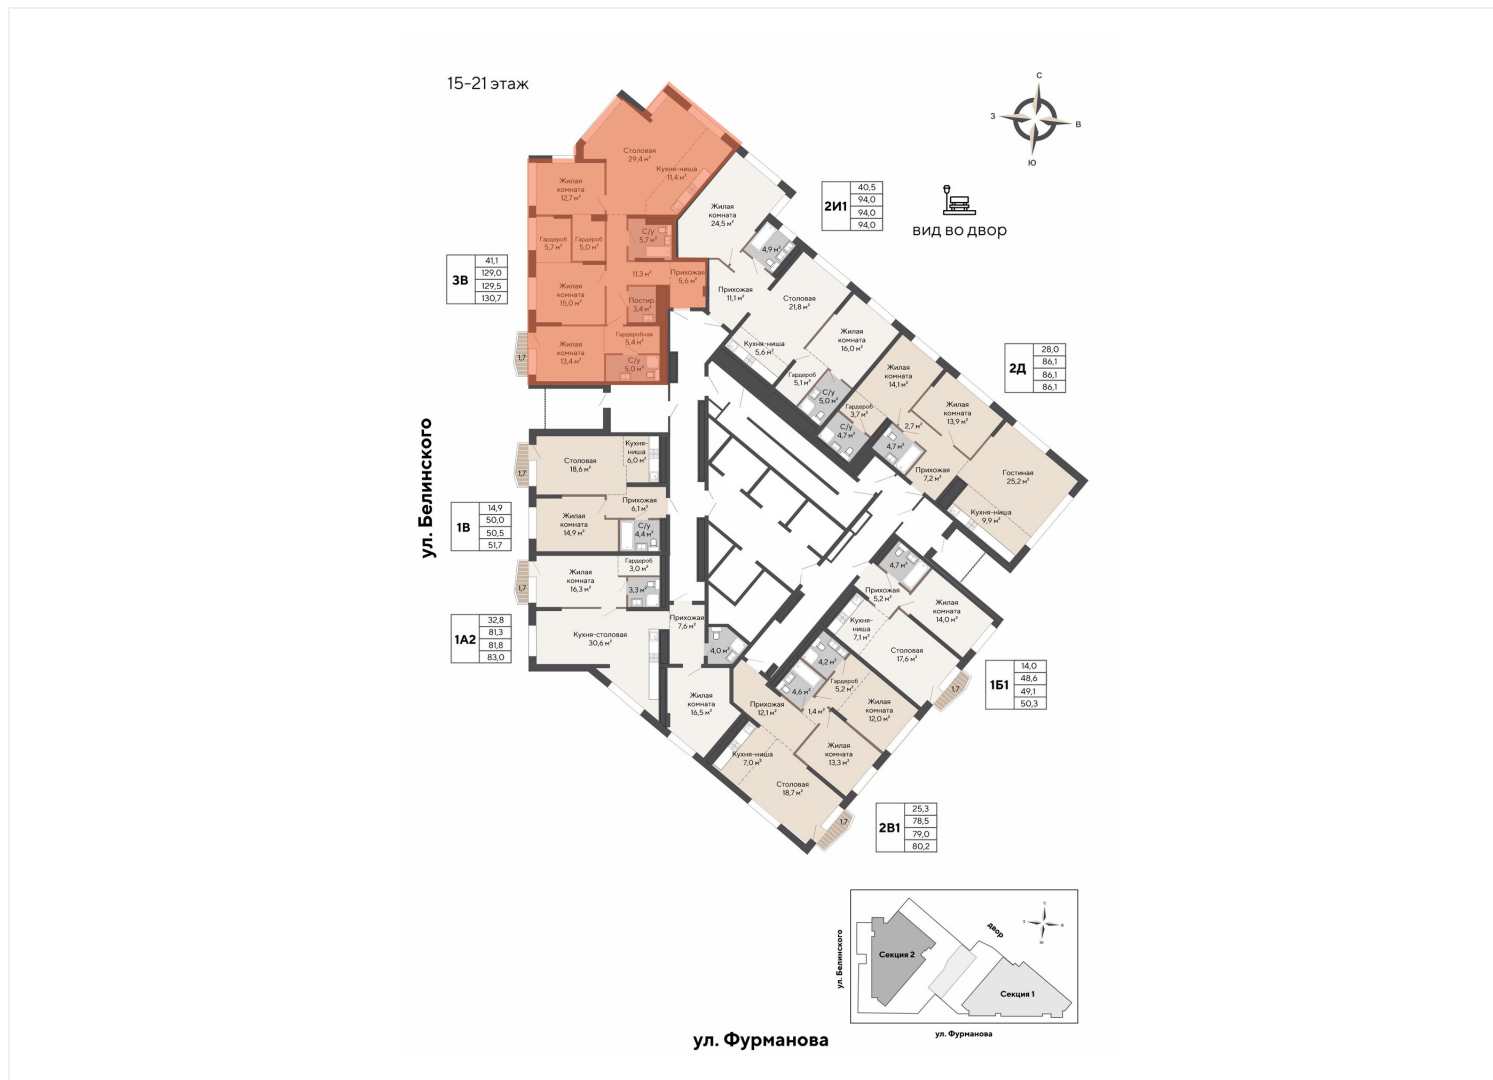 15-21 этаж
С
З
В
Ю
Столовая
29,4 м²
Кухня-ниша
11,4 м²
Жилая
комната
12,7 м²
Гардероб
5,7 м²
Гардероб
5,0 м²
С/у
5,7 м²
11,3 м²
Прихожая
5,6 м²
Жилая
комната
15,0 м²
Постир.
3,4 м²
Жилая
комната
13,4 м²
Гардеробная
5,4 м²
С/у
5,0 м²
1,7
3В
41,1
129,0
129,5
130,7
Жилая
комната
24,5 м²
4,9 м²
Прихожая
11,1 м²
Столовая
21,8 м²
Кухня-ниша
5,6 м²
Жилая
комната
16,0 м²
Гардероб
5,1 м²
С/у
5,0 м²
2И1
40,5
94,0
94,0
94,0
вид во двор
Жилая
комната
14,1 м²
Гардероб
3,7 м²
С/у
4,7 м²
2,7 м²
Жилая
комната
13,9 м²
4,7 м²
Прихожая
7,2 м²
Гостиная
25,2 м²
Кухня-ниша
9,9 м²
2Д
28,0
86,1
86,1
86,1
ул. Белинского
Столовая
18,6 м²
Кухня-
ниша
6,0 м²
1,7
Прихожая
6,1 м²
Жилая
комната
14,9 м²
С/у
4,4 м²
1В
14,9
50,0
50,5
51,7
Жилая
комната
16,3 м²
Гардероб
3,0 м²
3,3 м²
1,7
Кухня-столовая
30,6 м²
Прихожая
7,6 м²
4,0 м²
Жилая
комната
16,5 м²
1А2
32,8
81,3
81,8
83,0
4,7 м²
Прихожая
5,2 м²
Жилая
комната
14,0 м²
Кухня-
ниша
7,1 м²
Столовая
17,6 м²
1,7
1Б1
14,0
48,6
49,1
50,3
4,2 м²
4,6 м²
Гардероб
5,2 м²
1,4 м²
Прихожая
12,1 м²
Жилая
комната
12,0 м²
Жилая
комната
13,3 м²
Кухня-ниша
7,0 м²
Столовая
18,7 м²
1,7
2В1
25,3
78,5
79,0
80,2
ул. Белинского
Секция 2
двор
Секция 1
С
З
В
Ю
ул. Фурманова
ул. Фурманова